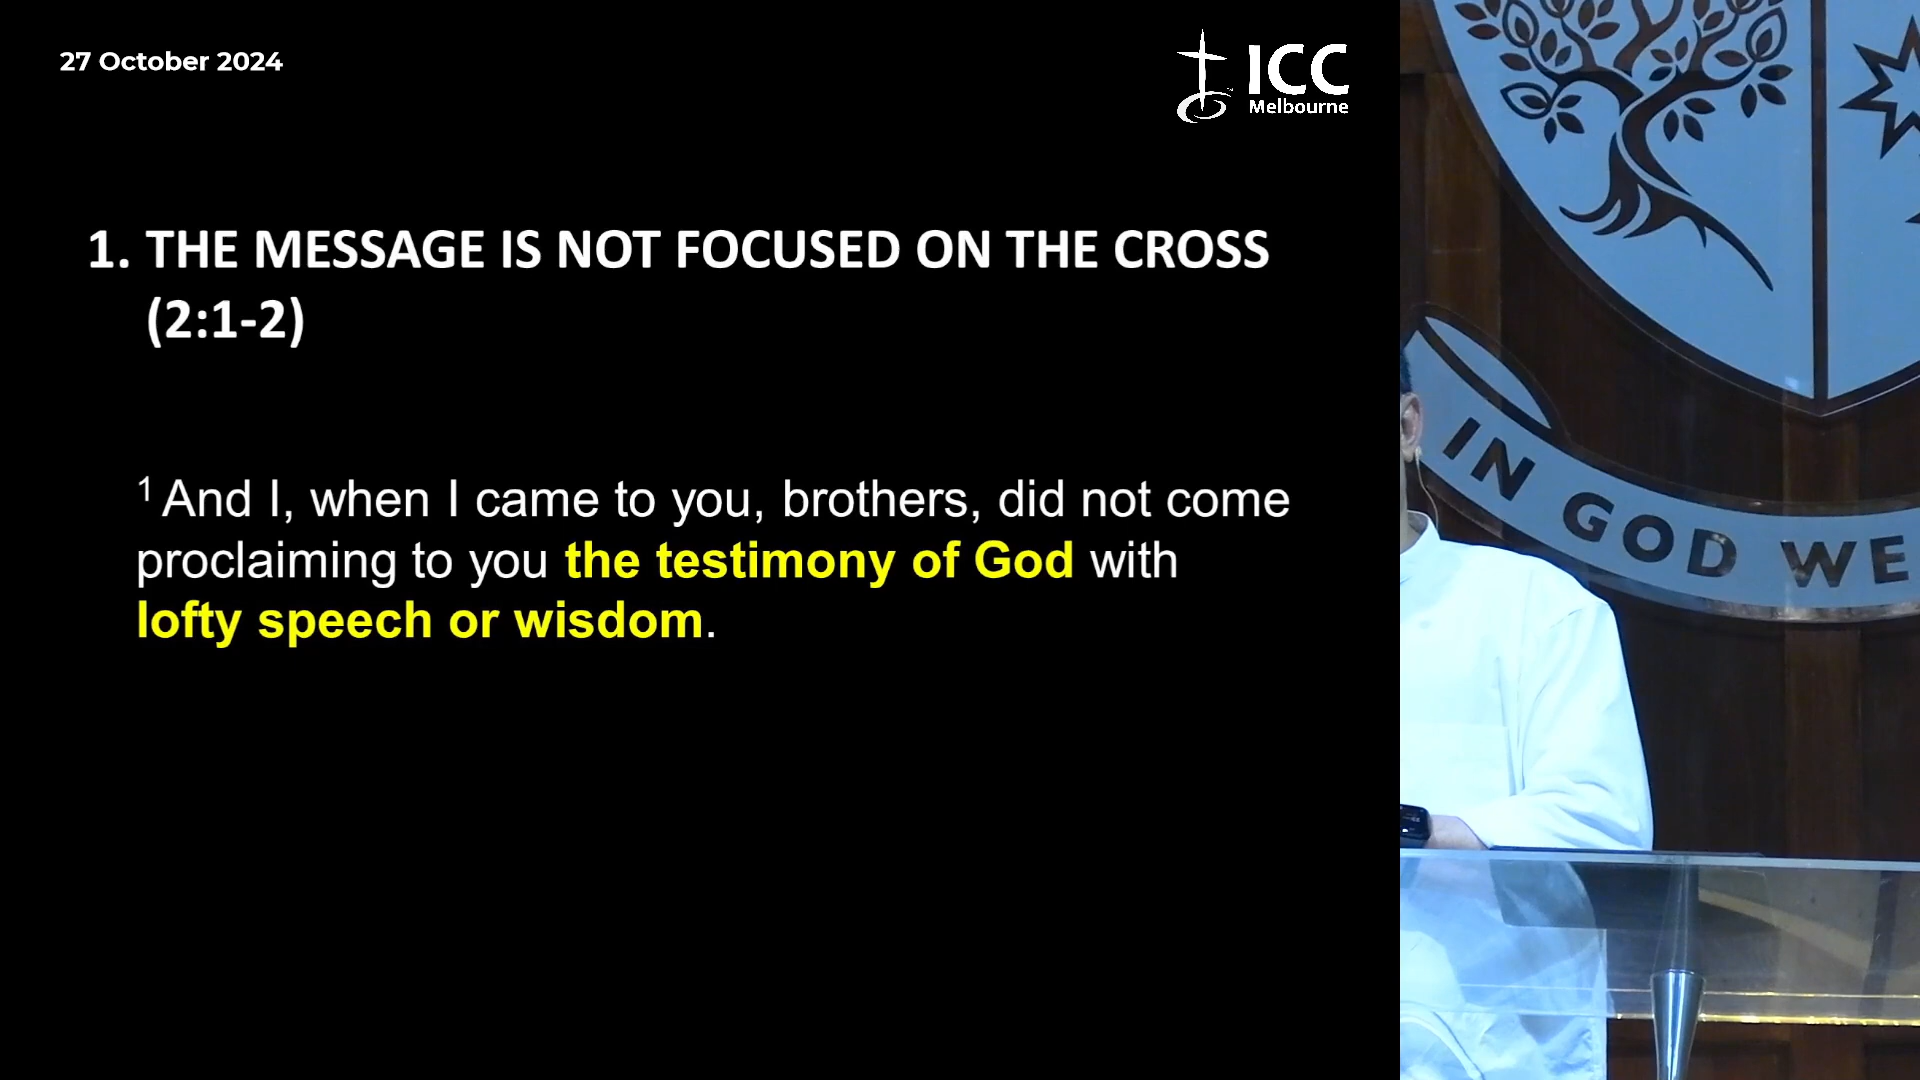 27 October 2024
ICC
Melbourne
1. THE MESSAGE IS NOT FOCUSED ON THE CROSS
(2:1-2)
1 And I, when I came to you, brothers, did not come
proclaiming to you the testimony of God with
lofty speech or wisdom.
IN GOD WE